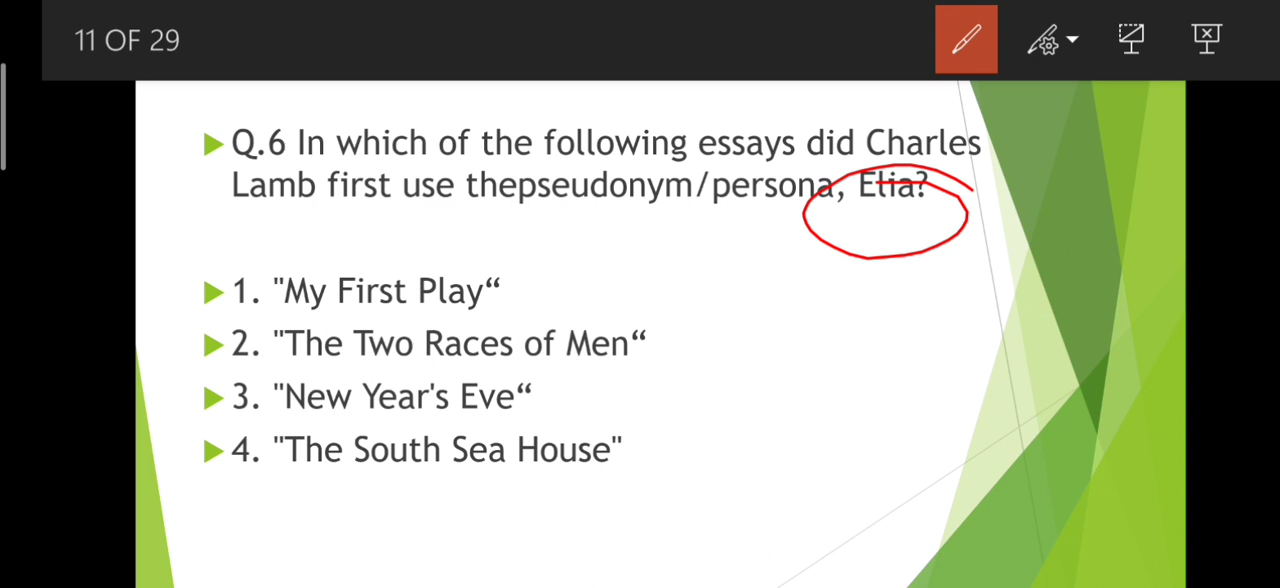 11 OF 29
Q.6 In which of the following essays did Charles
Lamb first use thepseudonym/persona, Elia?
1. "My First Play“
2. "The Two Races of Men“
3. "New Year's Eve“
4. "The South Sea House"